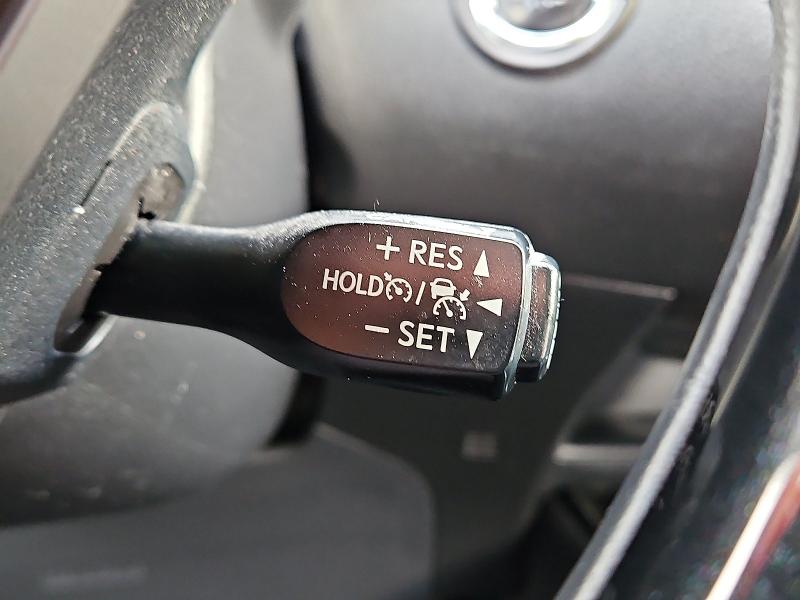 + RES ▲
HOLD / ◀
− SET ▼